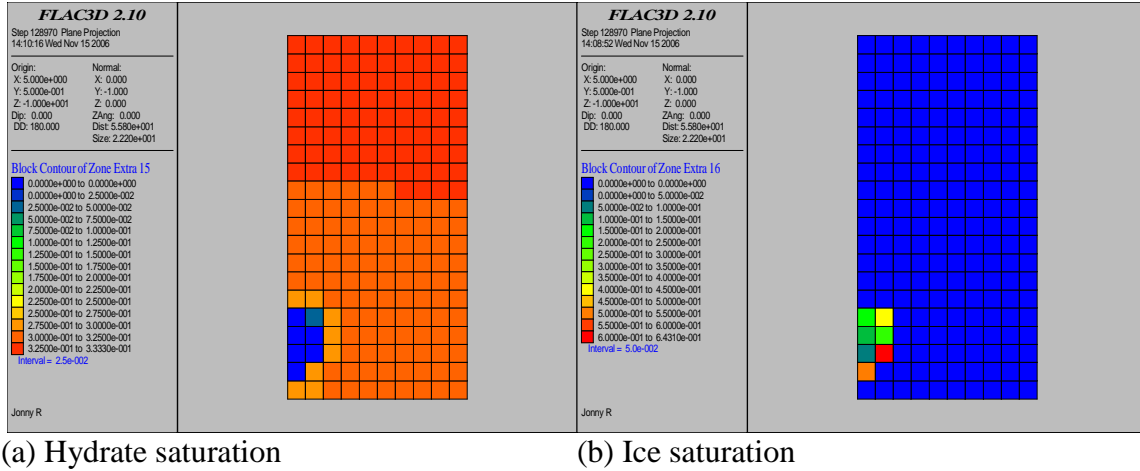 FLAC3D 2.10
Step 128970 Plane Projection
14:10:16 Wed Nov 15 2006
Origin: Normal:
X: 5.000e+000 X: 0.000
Y: 5.000e-001 Y: -1.000
Z: -1.000e+001 Z: 0.000
Dip: 0.000 ZAng: 0.000
DD: 180.000 Dist: 5.580e+001
Size: 2.220e+001
Block Contour of Zone Extra 15
0.0000e+000 to 0.0000e+000
0.0000e+000 to 2.5000e-002
2.5000e-002 to 5.0000e-002
5.0000e-002 to 7.5000e-002
7.5000e-002 to 1.0000e-001
1.0000e-001 to 1.2500e-001
1.2500e-001 to 1.5000e-001
1.5000e-001 to 1.7500e-001
1.7500e-001 to 2.0000e-001
2.0000e-001 to 2.2500e-001
2.2500e-001 to 2.5000e-001
2.5000e-001 to 2.7500e-001
2.7500e-001 to 3.0000e-001
3.0000e-001 to 3.2500e-001
3.2500e-001 to 3.3330e-001
Interval = 2.5e-002
Jonny R
(a) Hydrate saturation
FLAC3D 2.10
Step 128970 Plane Projection
14:08:52 Wed Nov 15 2006
Origin: Normal:
X: 5.000e+000 X: 0.000
Y: 5.000e-001 Y: -1.000
Z: -1.000e+001 Z: 0.000
Dip: 0.000 ZAng: 0.000
DD: 180.000 Dist: 5.580e+001
Size: 2.220e+001
Block Contour of Zone Extra 16
0.0000e+000 to 0.0000e+000
0.0000e+000 to 5.0000e-002
5.0000e-002 to 1.0000e-001
1.0000e-001 to 1.5000e-001
1.5000e-001 to 2.0000e-001
2.0000e-001 to 2.5000e-001
2.5000e-001 to 3.0000e-001
3.0000e-001 to 3.5000e-001
3.5000e-001 to 4.0000e-001
4.0000e-001 to 4.5000e-001
4.5000e-001 to 5.0000e-001
5.0000e-001 to 5.5000e-001
5.5000e-001 to 6.0000e-001
6.0000e-001 to 6.4310e-001
Interval = 5.0e-002
Jonny R
(b) Ice saturation